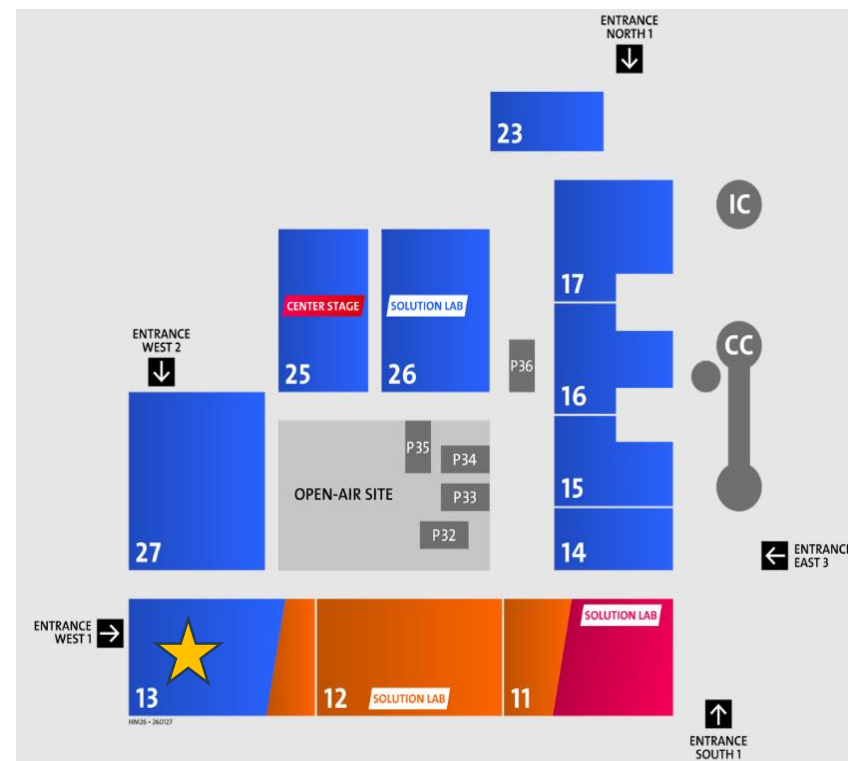 ENTRANCE
NORTH 1
23
IC
17
CENTER STAGE
SOLUTION LAB
ENTRANCE
WEST 2
CC
25
26
P36
16
P35
P34
OPEN-AIR SITE
P33
15
P32
27
14
ENTRANCE
EAST 3
SOLUTION LAB
ENTRANCE
WEST 1
13
12
SOLUTION LAB
11
HM26 • 260127
ENTRANCE
SOUTH 1